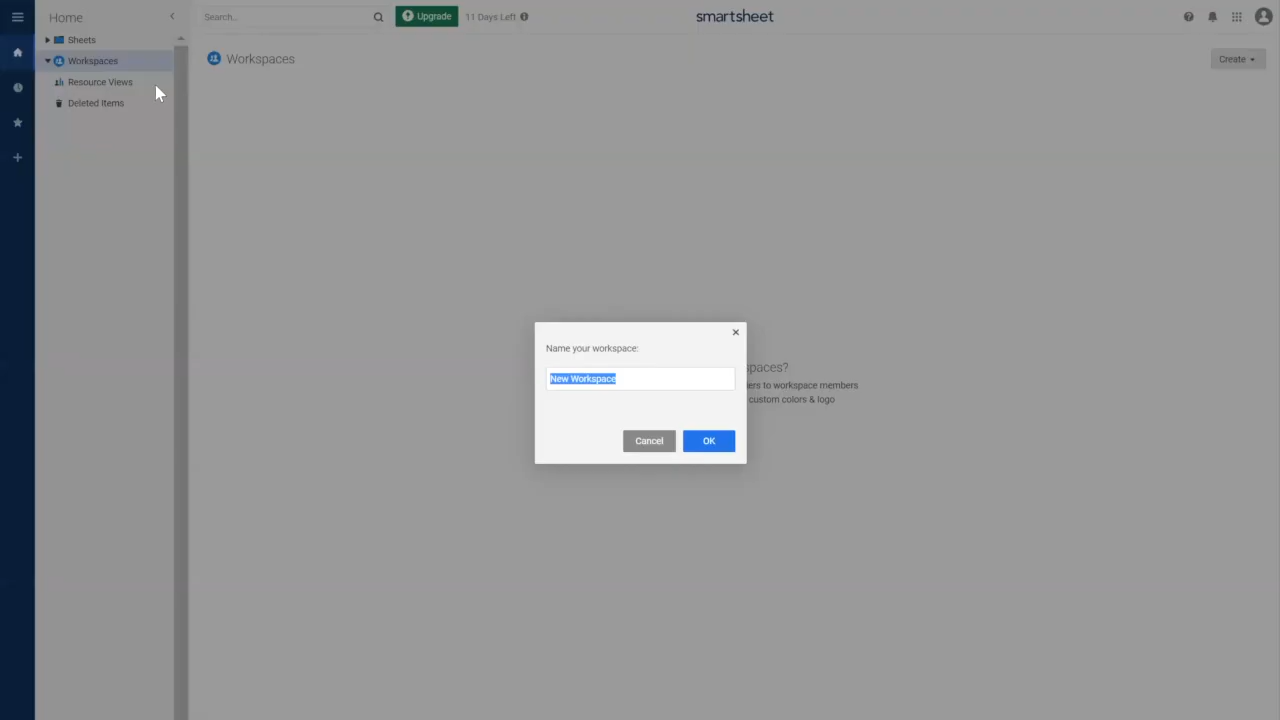 Home
Search...
Upgrade
11 Days Left
smartsheet
Sheets
Workspaces
Resource Views
Deleted Items
Workspaces
Create
Name your workspace:
New Workspace
paces?
ers to workspace members
custom colors & logo
Cancel
OK